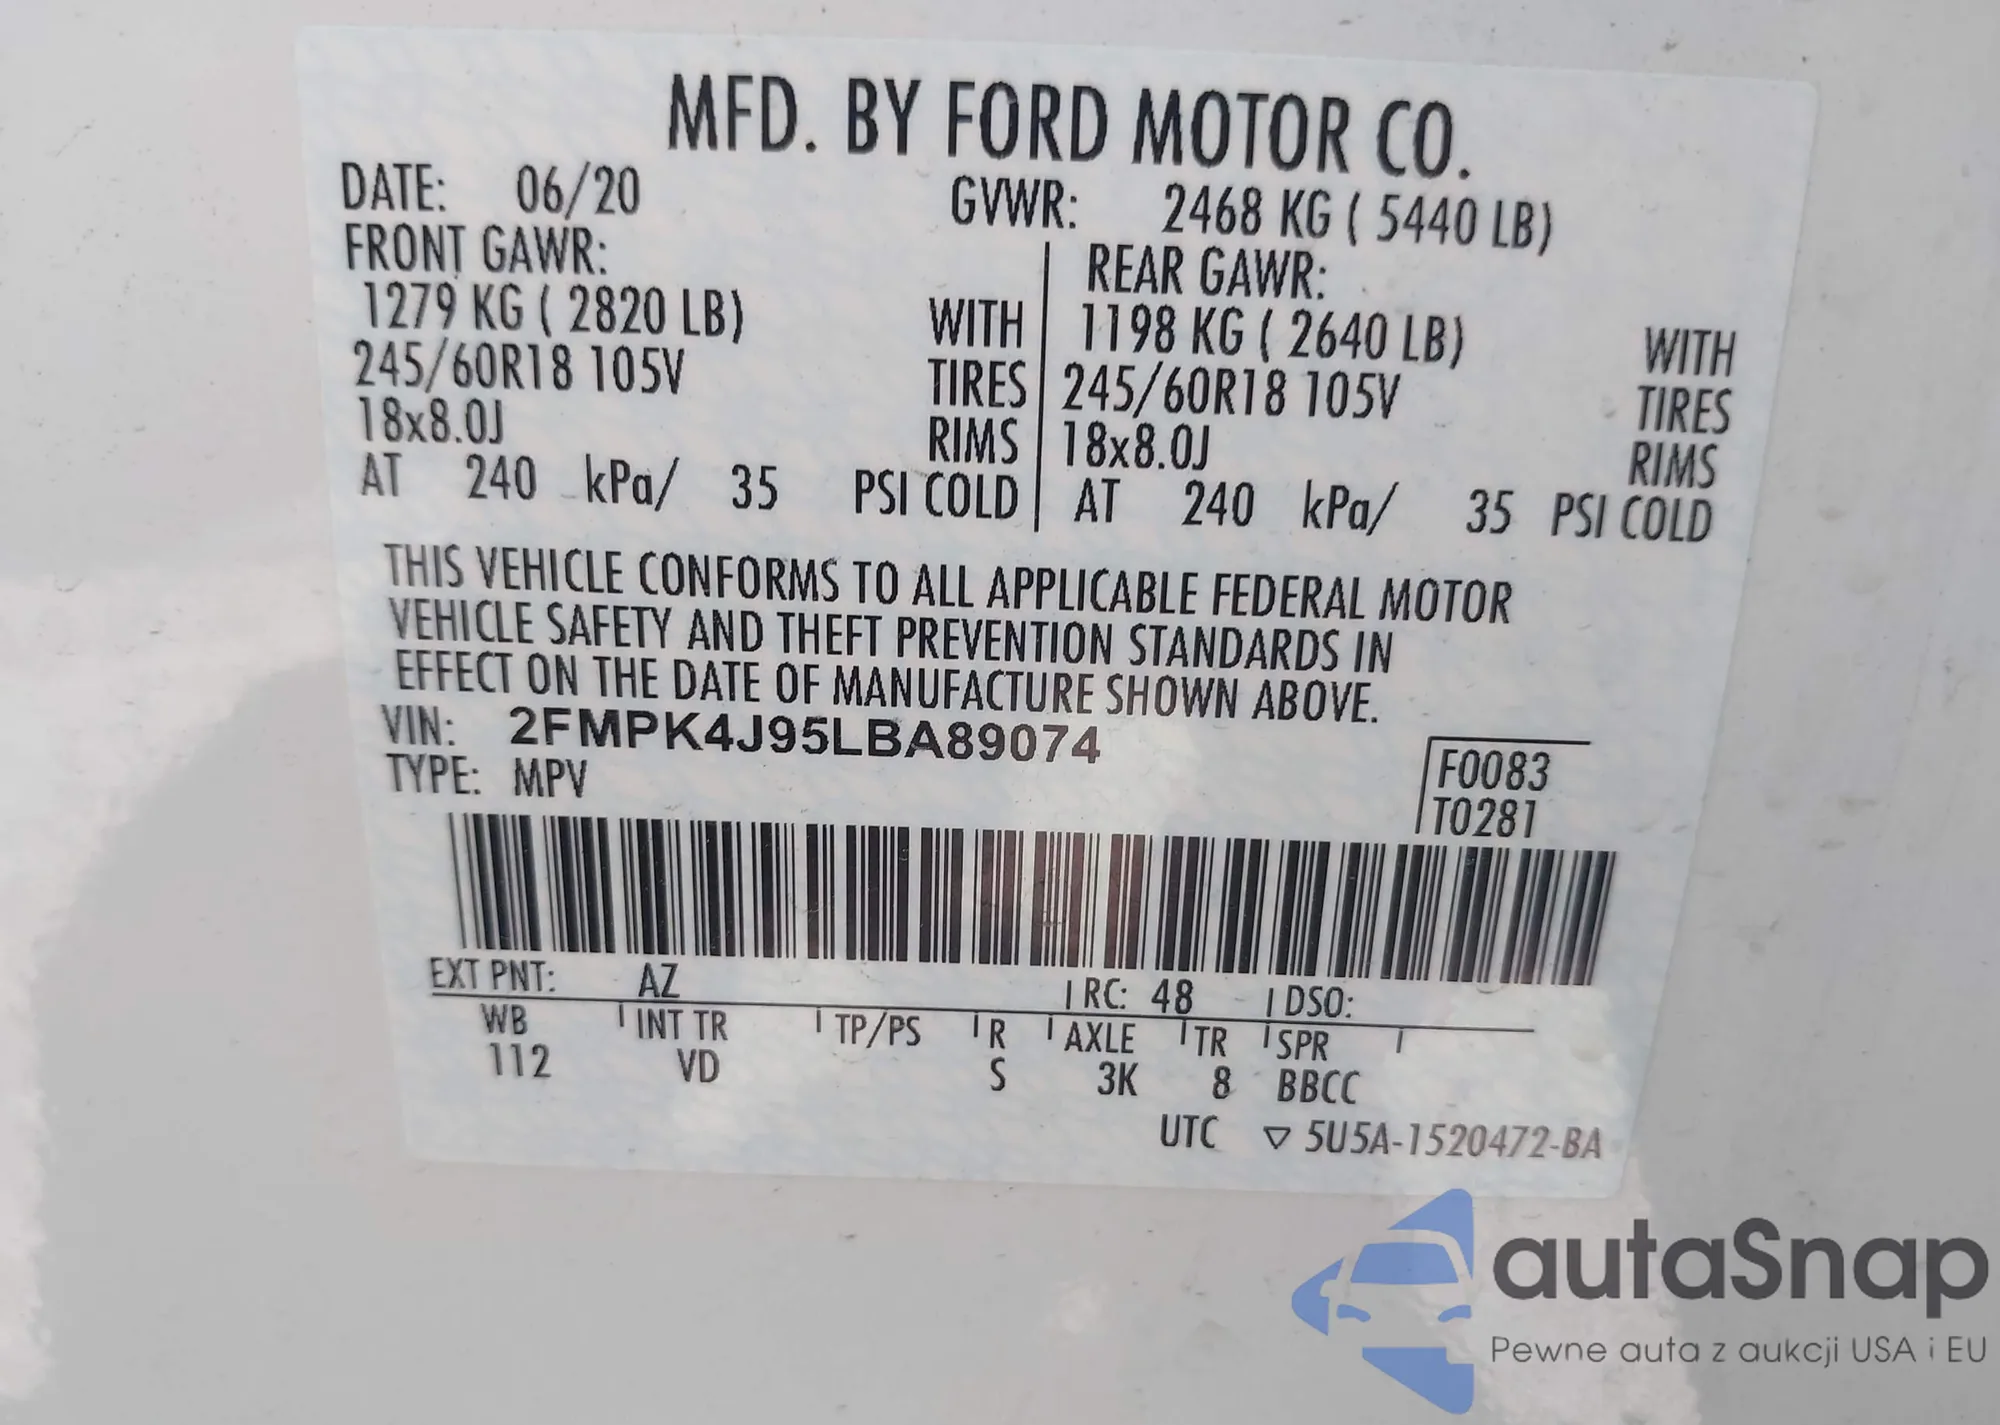 MFD. BY FORD MOTOR CO.
DATE: 06/20 GVWR: 2468 KG ( 5440 LB)
FRONT GAWR: REAR GAWR:
1279 KG ( 2820 LB) WITH 1198 KG ( 2640 LB) WITH
245/60R18 105V TIRES 245/60R18 105V TIRES
18x8.0J RIMS 18x8.0J RIMS
AT 240 kPa/ 35 PSI COLD AT 240 kPa/ 35 PSI COLD
THIS VEHICLE CONFORMS TO ALL APPLICABLE FEDERAL MOTOR
VEHICLE SAFETY AND THEFT PREVENTION STANDARDS IN
EFFECT ON THE DATE OF MANUFACTURE SHOWN ABOVE.
VIN: 2FMPK4J95LBA89074
TYPE: MPV
F0083
T0281
EXT PNT: AZ RC: 48 DSO:
WB INT TR TP/PS R AXLE TR SPR
112 VD S 3K 8 BBCC
UTC ▽ 5U5A-1520472-BA
autaSnap
Pewne auta z aukcji USA i EU